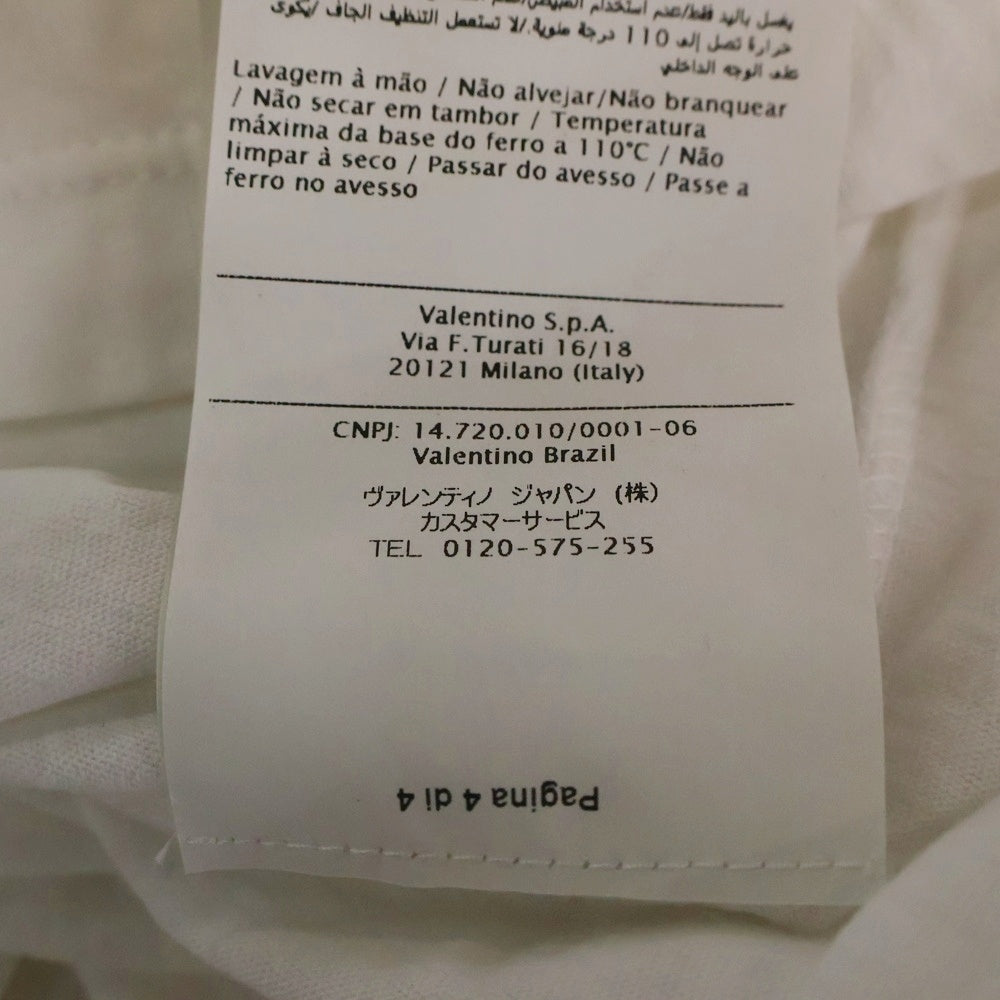 يغسل باليد فقط/عدم استخدام المبيض/
حرارة تصل إلى 110 درجة مئوية./لا تستعمل التنظيف الجاف /يكوى
على الوجه الداخلي
Lavagem à mão / Não alvejar/Não branquear
/ Não secar em tambor / Temperatura
máxima da base do ferro a 110°C / Não
limpar à seco / Passar do avesso / Passe a
ferro no avesso
Valentino S.p.A.
Via F.Turati 16/18
20121 Milano (Italy)
CNPJ: 14.720.010/0001-06
Valentino Brazil
ヴァレンティノ ジャパン (株)
カスタマーサービス
TEL 0120-575-255
Pagina 4 di 4